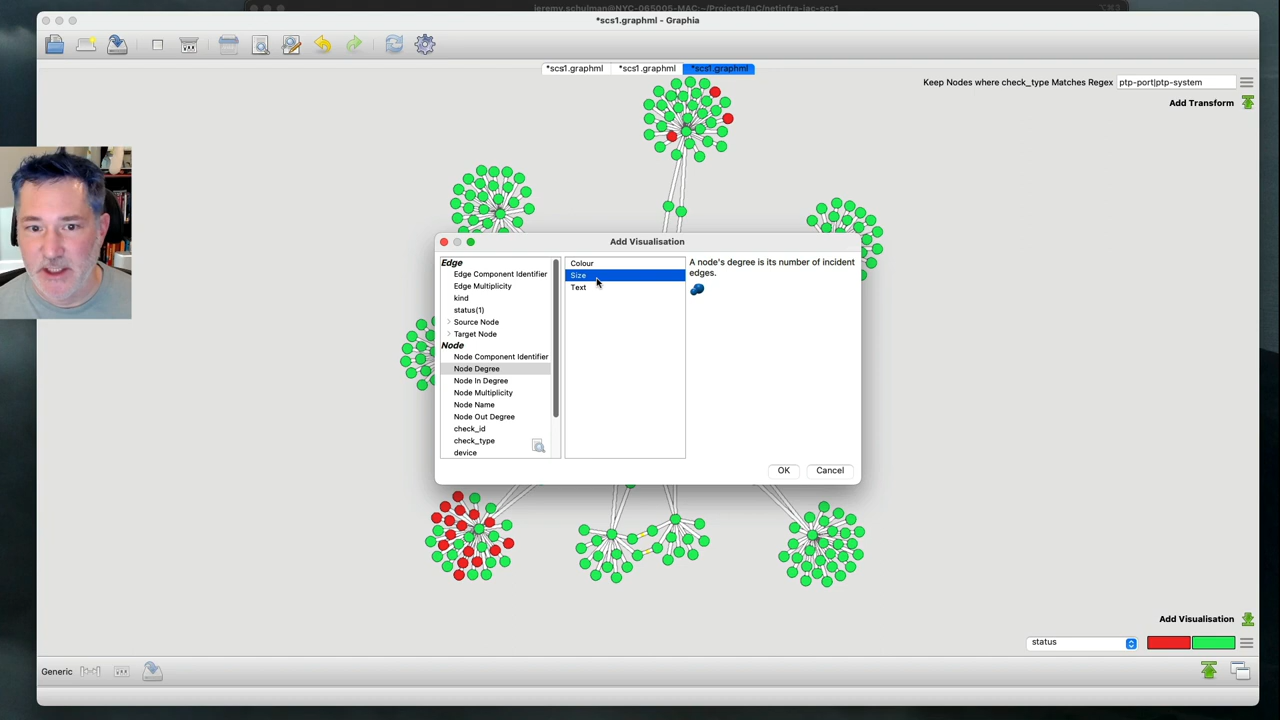 jeremy.schulman@NYC-065005-MAC:~/Projects/IaC/netinfra-iac-scs1
⌥⌘3
*scs1.graphml - Graphia
*scs1.graphml
*scs1.graphml
*scs1.graphml
Keep Nodes where check_type Matches Regex
ptp-port|ptp-system
Add Transform
Add Visualisation
Edge
Edge Component Identifier
Edge Multiplicity
kind
status(1)
Source Node
Target Node
Node
Node Component Identifier
Node Degree
Node In Degree
Node Multiplicity
Node Name
Node Out Degree
check_id
check_type
device
Colour
Size
Text
A node's degree is its number of incident
edges.
OK
Cancel
Add Visualisation
status
Generic